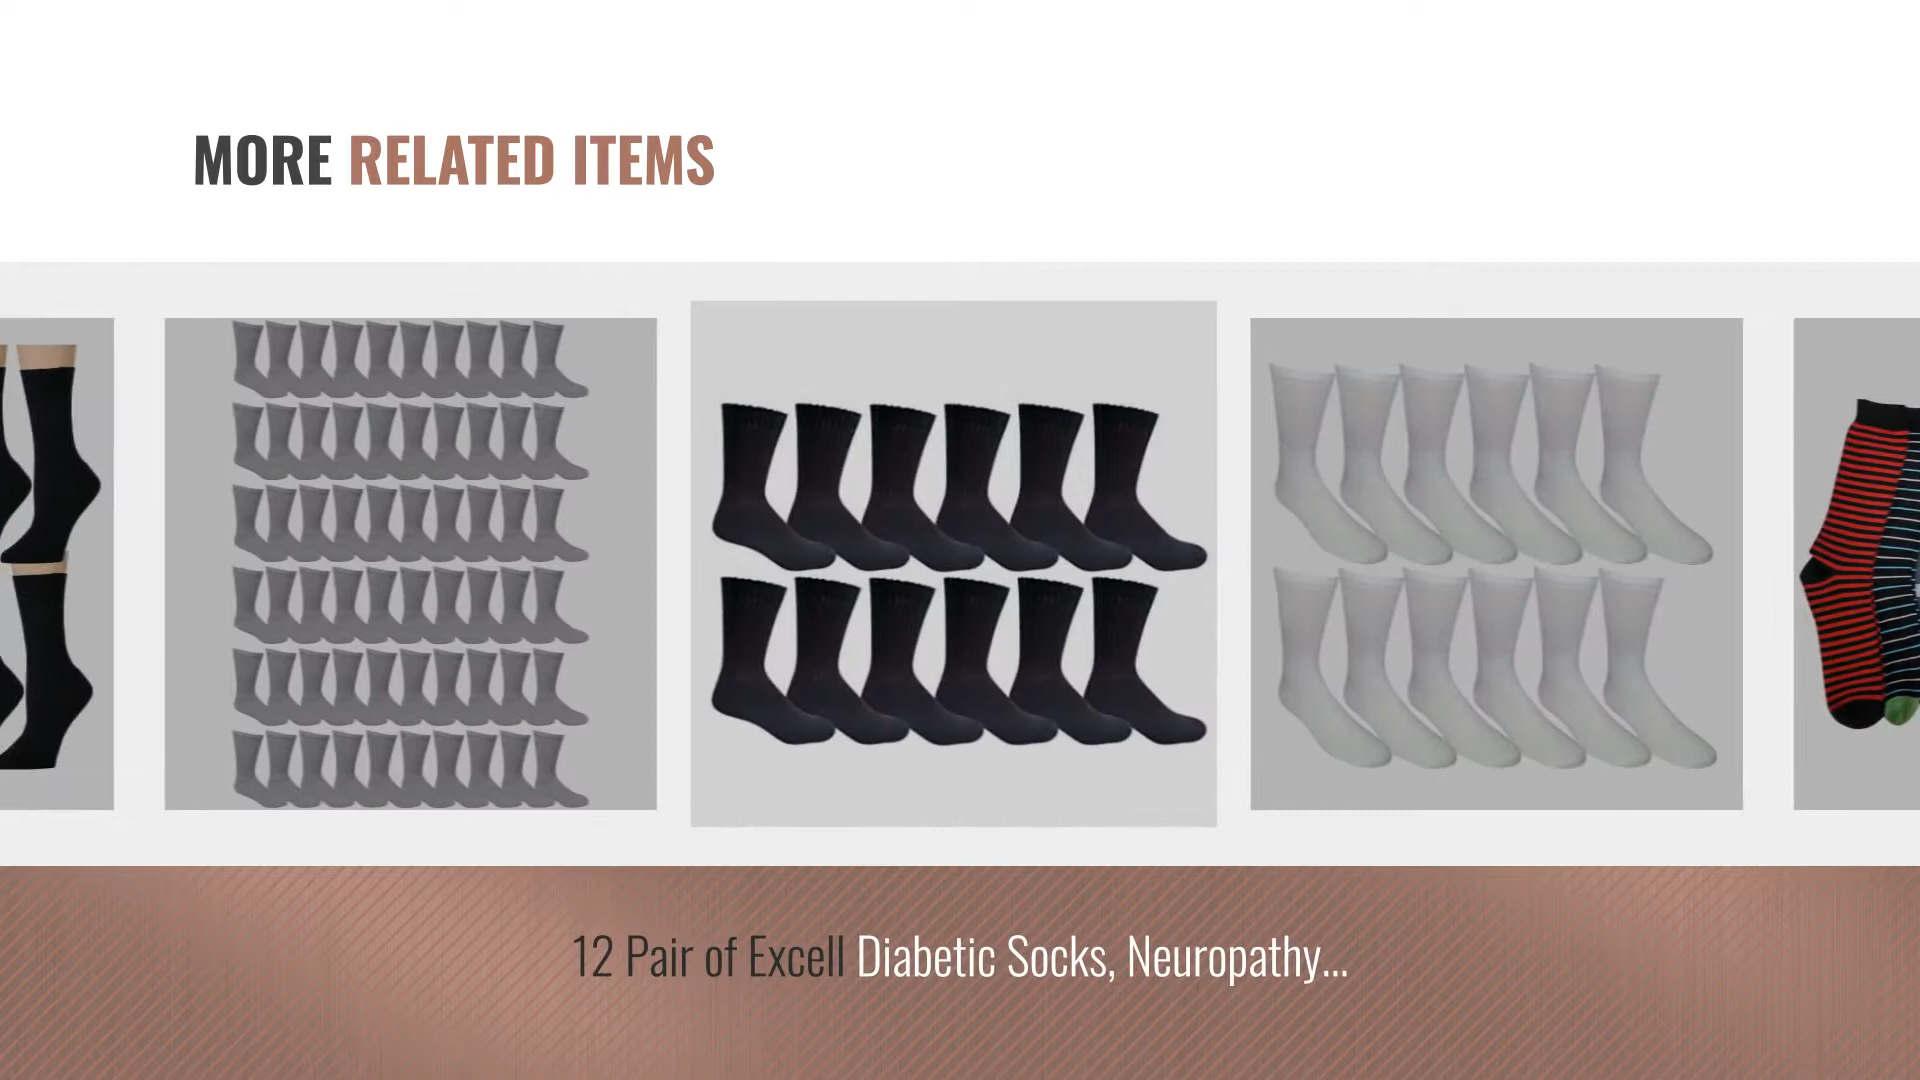 MORE RELATED ITEMS
12 Pair of Excell Diabetic Socks, Neuropathy...